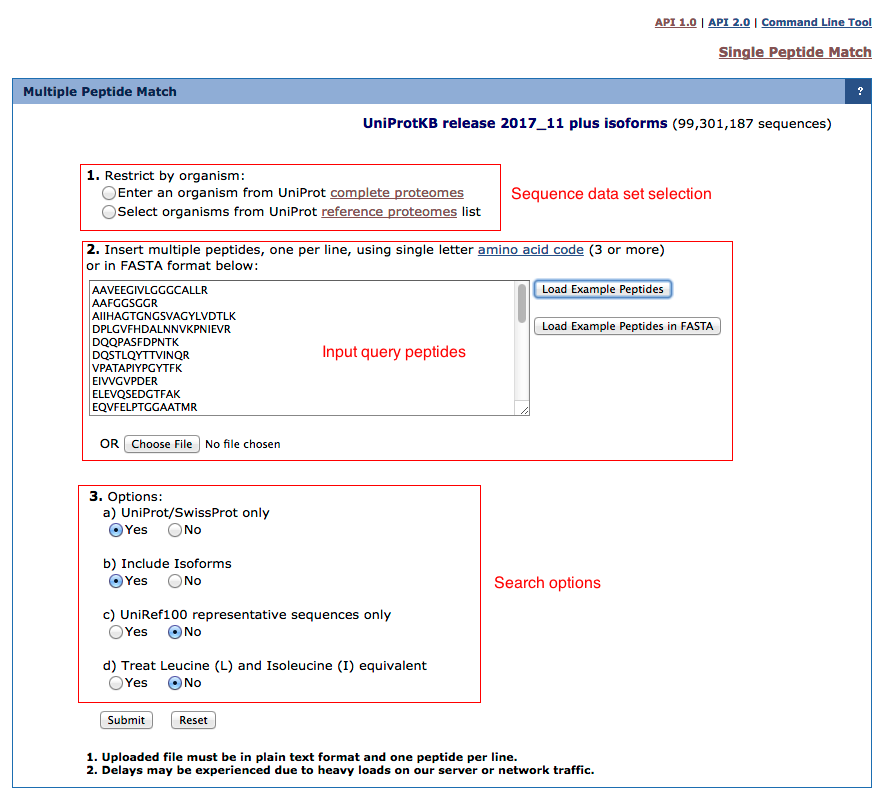 API 1.0 | API 2.0 | Command Line Tool
Single Peptide Match
Multiple Peptide Match
?
UniProtKB release 2017_11 plus isoforms (99,301,187 sequences)
1. Restrict by organism:
Enter an organism from UniProt complete proteomes
Select organisms from UniProt reference proteomes list
Sequence data set selection
2. Insert multiple peptides, one per line, using single letter amino acid code (3 or more)
or in FASTA format below:
AAVEEGIVLGGGCALLR
AAFGGSGGR
AIIHAGTGNGSVAGYLVDTLK
DPLGVFHDALNNVKPNIEVR
DQQPASFDPNTK
DQSTLQYTTVINQR
VPATAPIYPGYTFK
EIVVGVPDER
ELEVQSEDGTFAK
EQVFELPTGGAATMR
Input query peptides
Load Example Peptides
Load Example Peptides in FASTA
OR Choose File No file chosen
3. Options:
a) UniProt/SwissProt only
Yes No
b) Include Isoforms
Yes No
c) UniRef100 representative sequences only
Yes No
d) Treat Leucine (L) and Isoleucine (I) equivalent
Yes No
Search options
Submit Reset
1. Uploaded file must be in plain text format and one peptide per line.
2. Delays may be experienced due to heavy loads on our server or network traffic.